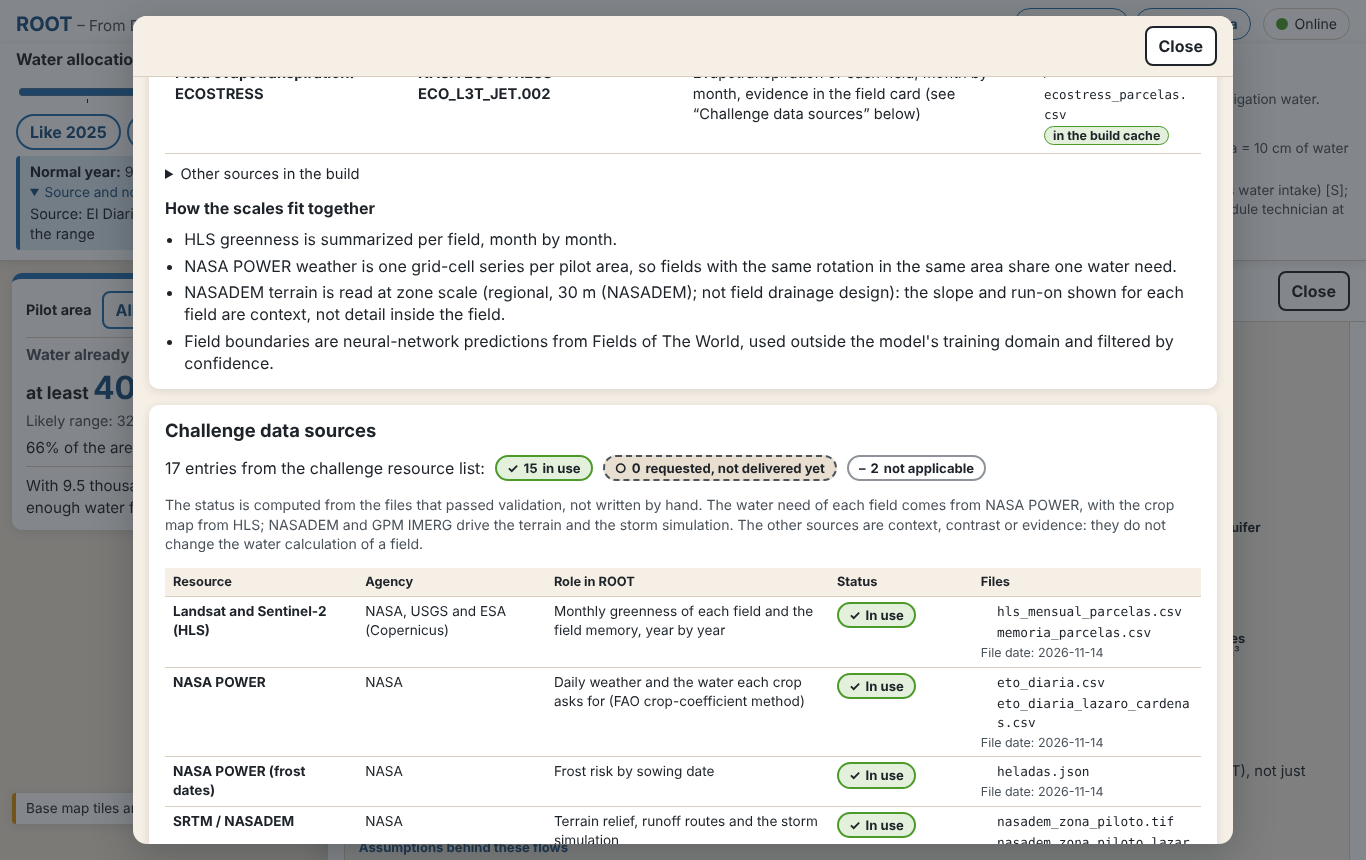 ROOT – From
Online
Close
Water allocatio
Like 2025
Normal year: 9
Source and no
Source: El Diari
the range
igation water.
a = 10 cm of water
water intake) [S];
dule technician at
ECOSTRESS
ECO_L3T_JET.002
month, evidence in the field card (see
“Challenge data sources” below)
ecostress_parcelas.
csv
in the build cache
Other sources in the build
How the scales fit together
• HLS greenness is summarized per field, month by month.
• NASA POWER weather is one grid-cell series per pilot area, so fields with the same rotation in the same area share one water need.
• NASADEM terrain is read at zone scale (regional, 30 m (NASADEM); not field drainage design): the slope and run-on shown for each
field are context, not detail inside the field.
• Field boundaries are neural-network predictions from Fields of The World, used outside the model's training domain and filtered by
confidence.
Close
Pilot area
Al
Water already
at least 40
Likely range: 32
66% of the are
With 9.5 thousa
enough water f
Challenge data sources
17 entries from the challenge resource list: ✓ 15 in use ○ 0 requested, not delivered yet – 2 not applicable
The status is computed from the files that passed validation, not written by hand. The water need of each field comes from NASA POWER, with the crop
map from HLS; NASADEM and GPM IMERG drive the terrain and the storm simulation. The other sources are context, contrast or evidence: they do not
change the water calculation of a field.
uifer
Resource Agency Role in ROOT Status Files
Landsat and Sentinel-2
(HLS)
NASA, USGS and ESA
(Copernicus)
Monthly greenness of each field and the
field memory, year by year
✓ In use
hls_mensual_parcelas.csv
memoria_parcelas.csv
File date: 2026-11-14
NASA POWER
NASA
Daily weather and the water each crop
asks for (FAO crop-coefficient method)
✓ In use
eto_diaria.csv
eto_diaria_lazaro_cardena
s.csv
File date: 2026-11-14
NASA POWER (frost
dates)
NASA
Frost risk by sowing date
✓ In use
heladas.json
File date: 2026-11-14
SRTM / NASADEM
NASA
Terrain relief, runoff routes and the storm
simulation
✓ In use
nasadem_zona_piloto.tif
nasadem_zona_piloto_lazar
T), not just
Base map tiles ar
Assumptions behind these flows